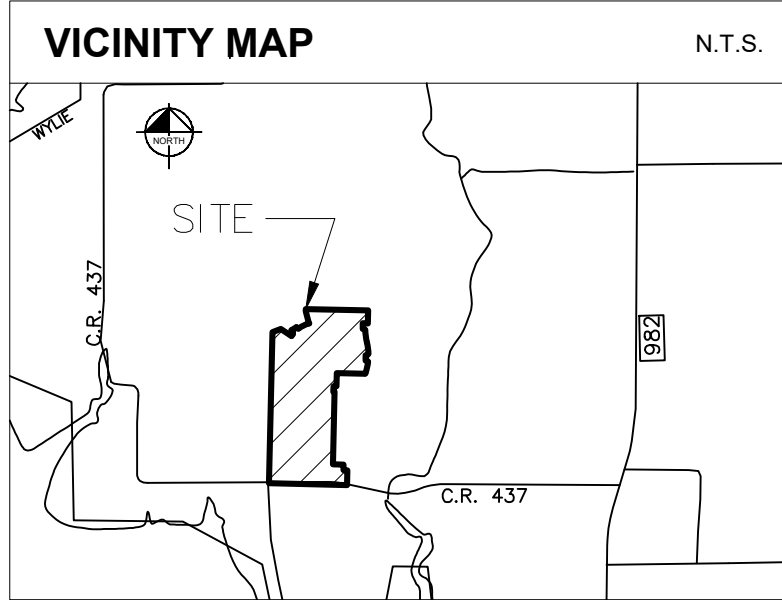 VICINITY MAP
N.T.S.
WYLIE
NORTH
SITE
C.R. 437
982
C.R. 437